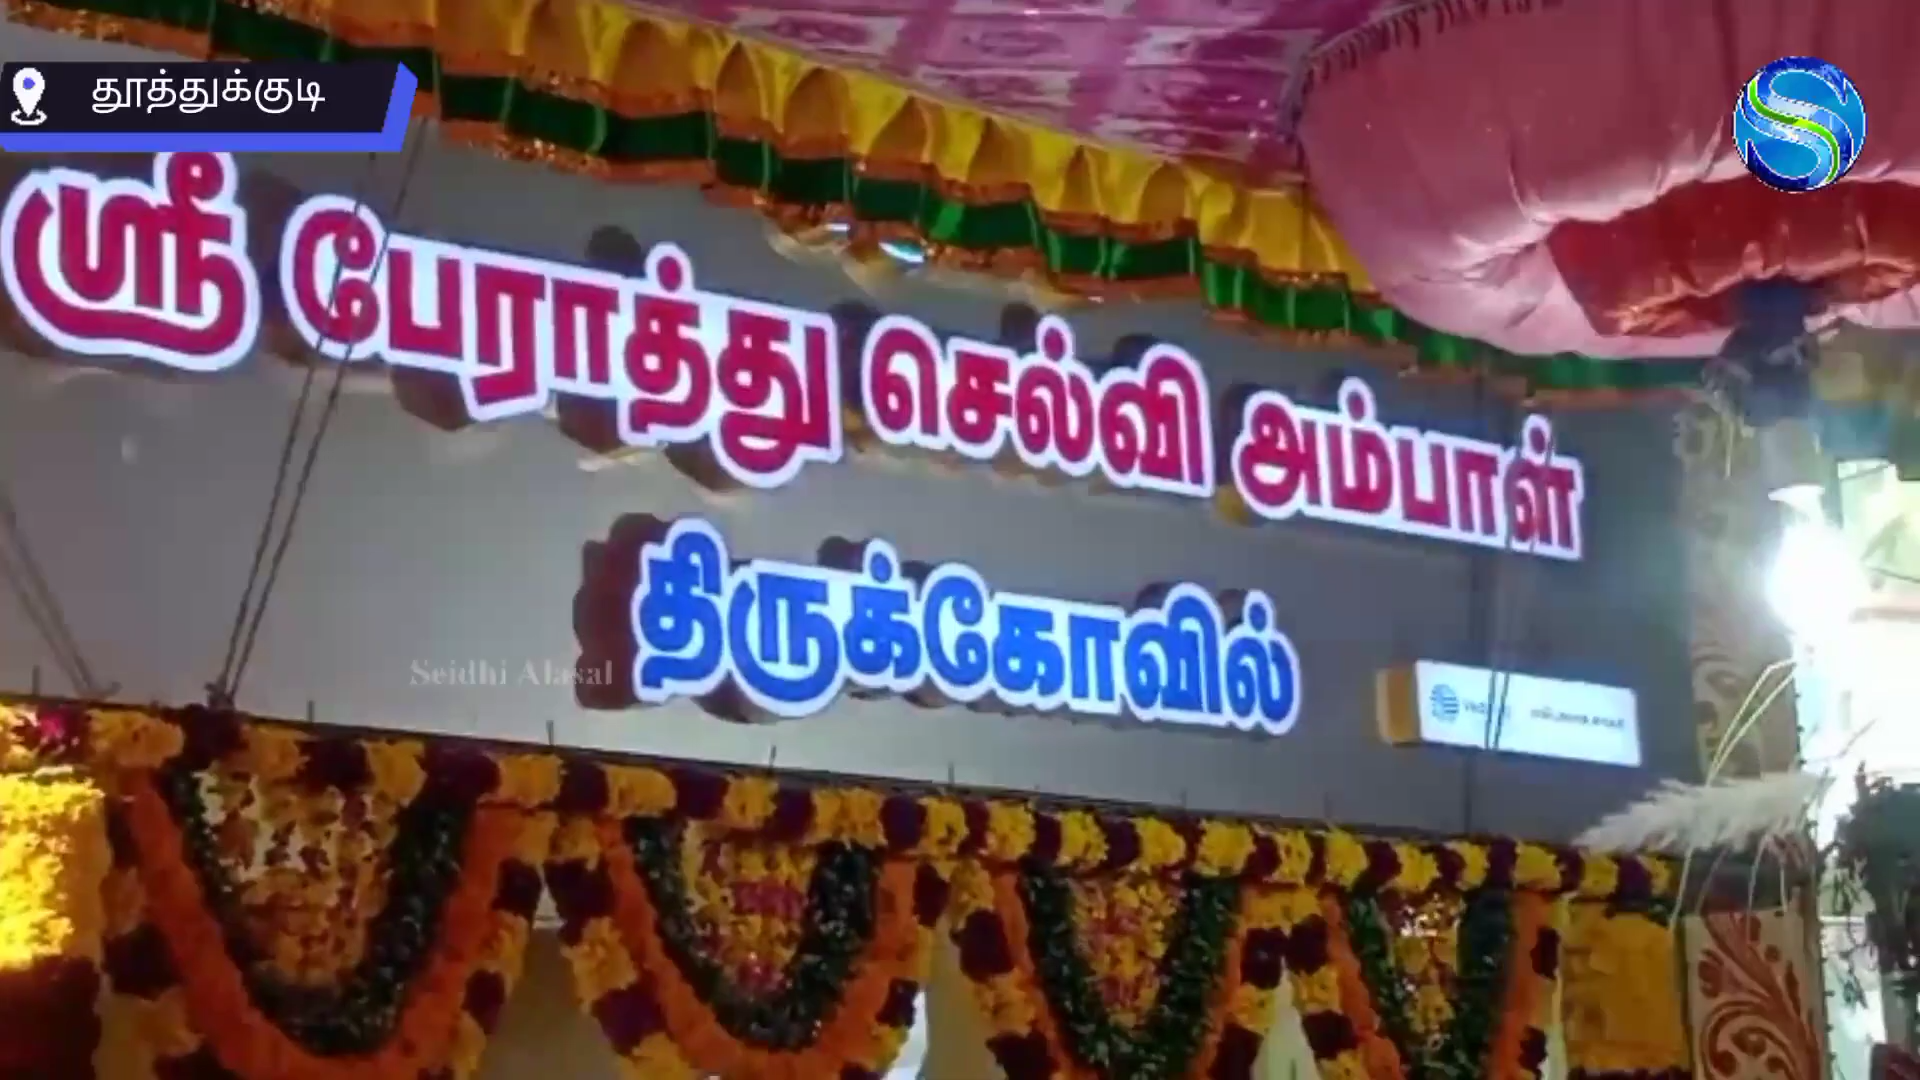 தூத்துக்குடி
ஸ்ரீ பேராத்து செல்வி அம்பாள்
திருக்கோவில்
Seidhi Alasal